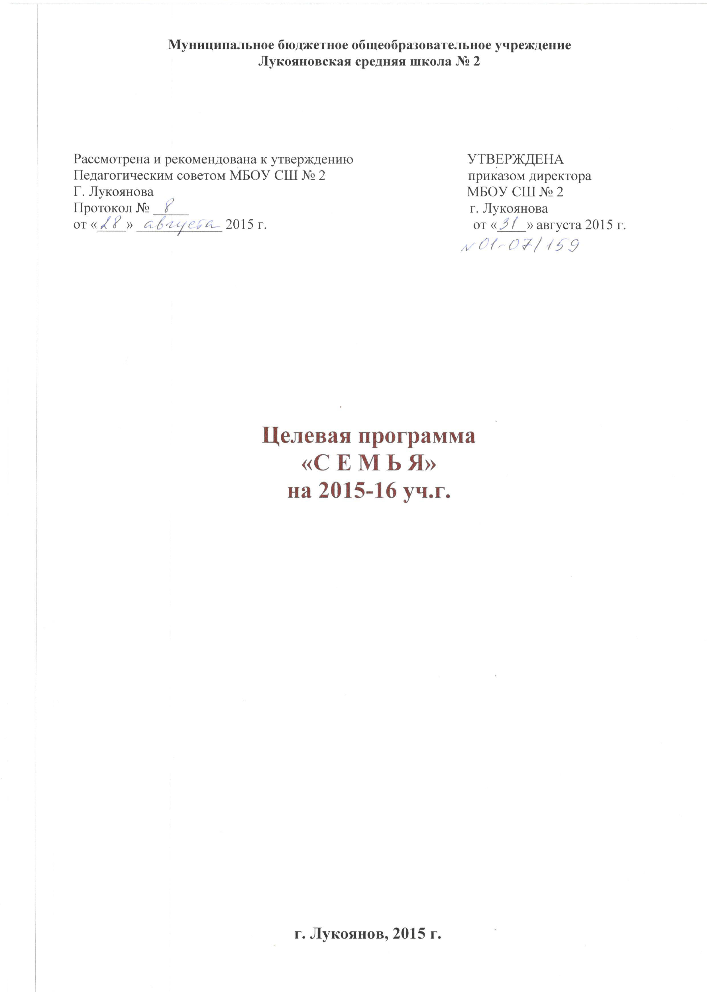 Муниципальное бюджетное общеобразовательное учреждение
Лукояновская средняя школа № 2
Рассмотрена и рекомендована к утверждению
Педагогическим советом МБОУ СШ № 2
Г. Лукоянова
Протокол № 8
от «28» августа 2015 г.
УТВЕРЖДЕНА
приказом директора
МБОУ СШ № 2
г. Лукоянова
от «31» августа 2015 г.
N 01-07/159
Целевая программа
«С Е М Ь Я»
на 2015-16 уч.г.
г. Лукоянов, 2015 г.